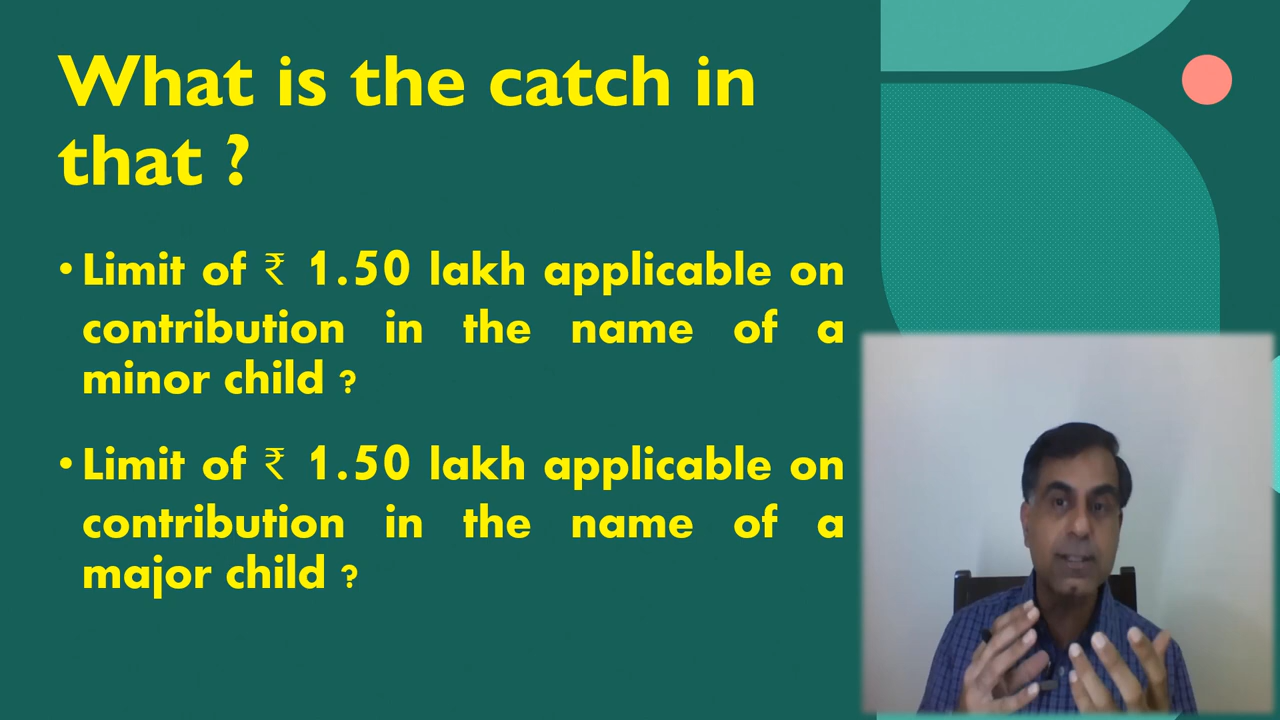 What is the catch in
that ?
• Limit of ₹ 1.50 lakh applicable on
contribution in the name of a
minor child ?
• Limit of ₹ 1.50 lakh applicable on
contribution in the name of a
major child ?